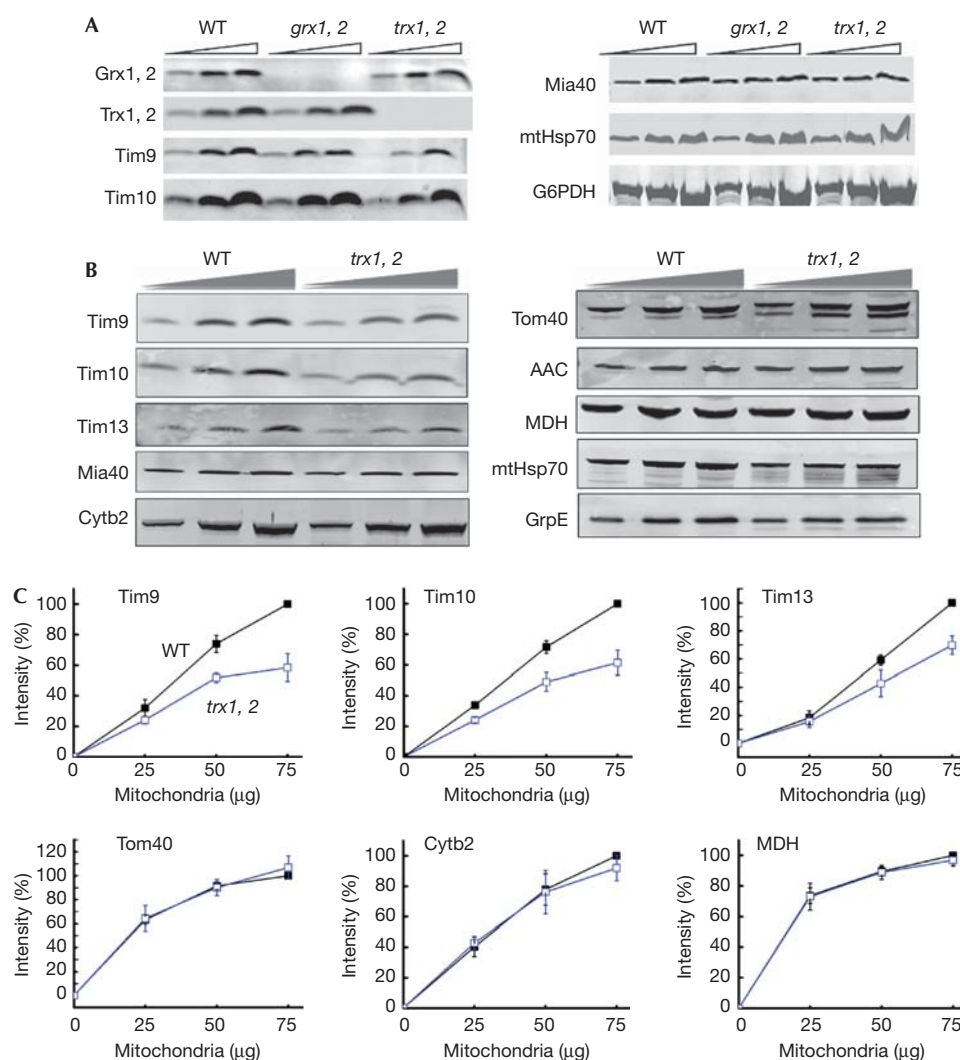 A
WT
grx1, 2
trx1, 2
Grx1, 2
Trx1, 2
Tim9
Tim10
Mia40
mtHsp70
G6PDH
B
WT
trx1, 2
Tim9
Tim10
Tim13
Mia40
Cytb2
WT
trx1, 2
Tom40
AAC
MDH
mtHsp70
GrpE
WT
grx1, 2
trx1, 2
C
Tim9
Intensity (%)
100
80
60
40
20
0
WT
trx1, 2
0 25 50 75
Mitochondria (µg)
Tim10
Intensity (%)
100
80
60
40
20
0
0 25 50 75
Mitochondria (µg)
Tim13
Intensity (%)
100
80
60
40
20
0
0 25 50 75
Mitochondria (µg)
Tom40
Intensity (%)
120
100
80
60
40
20
0
0 25 50 75
Mitochondria (µg)
Cytb2
Intensity (%)
100
80
60
40
20
0
0 25 50 75
Mitochondria (µg)
MDH
Intensity (%)
100
80
60
40
20
0
0 25 50 75
Mitochondria (µg)